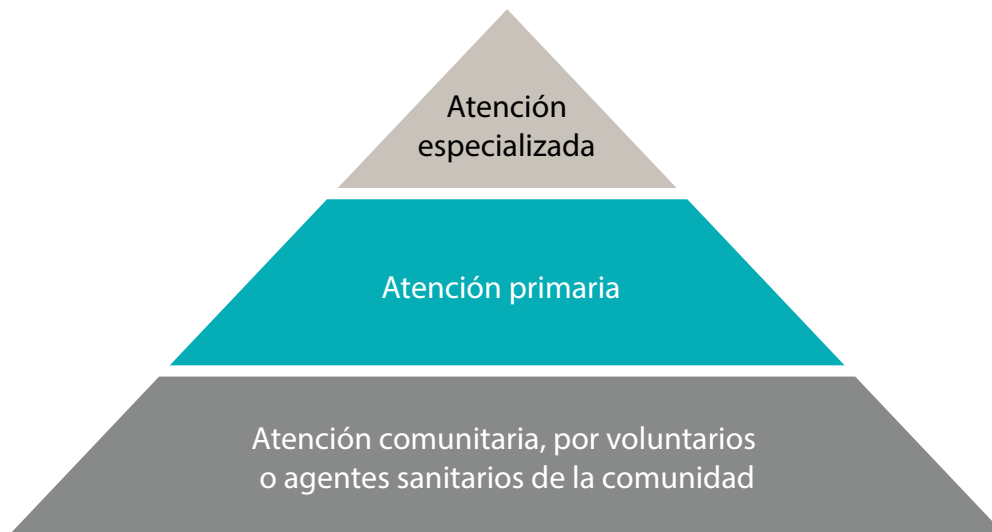 Atención
especializada
Atención primaria
Atención comunitaria, por voluntarios
o agentes sanitarios de la comunidad